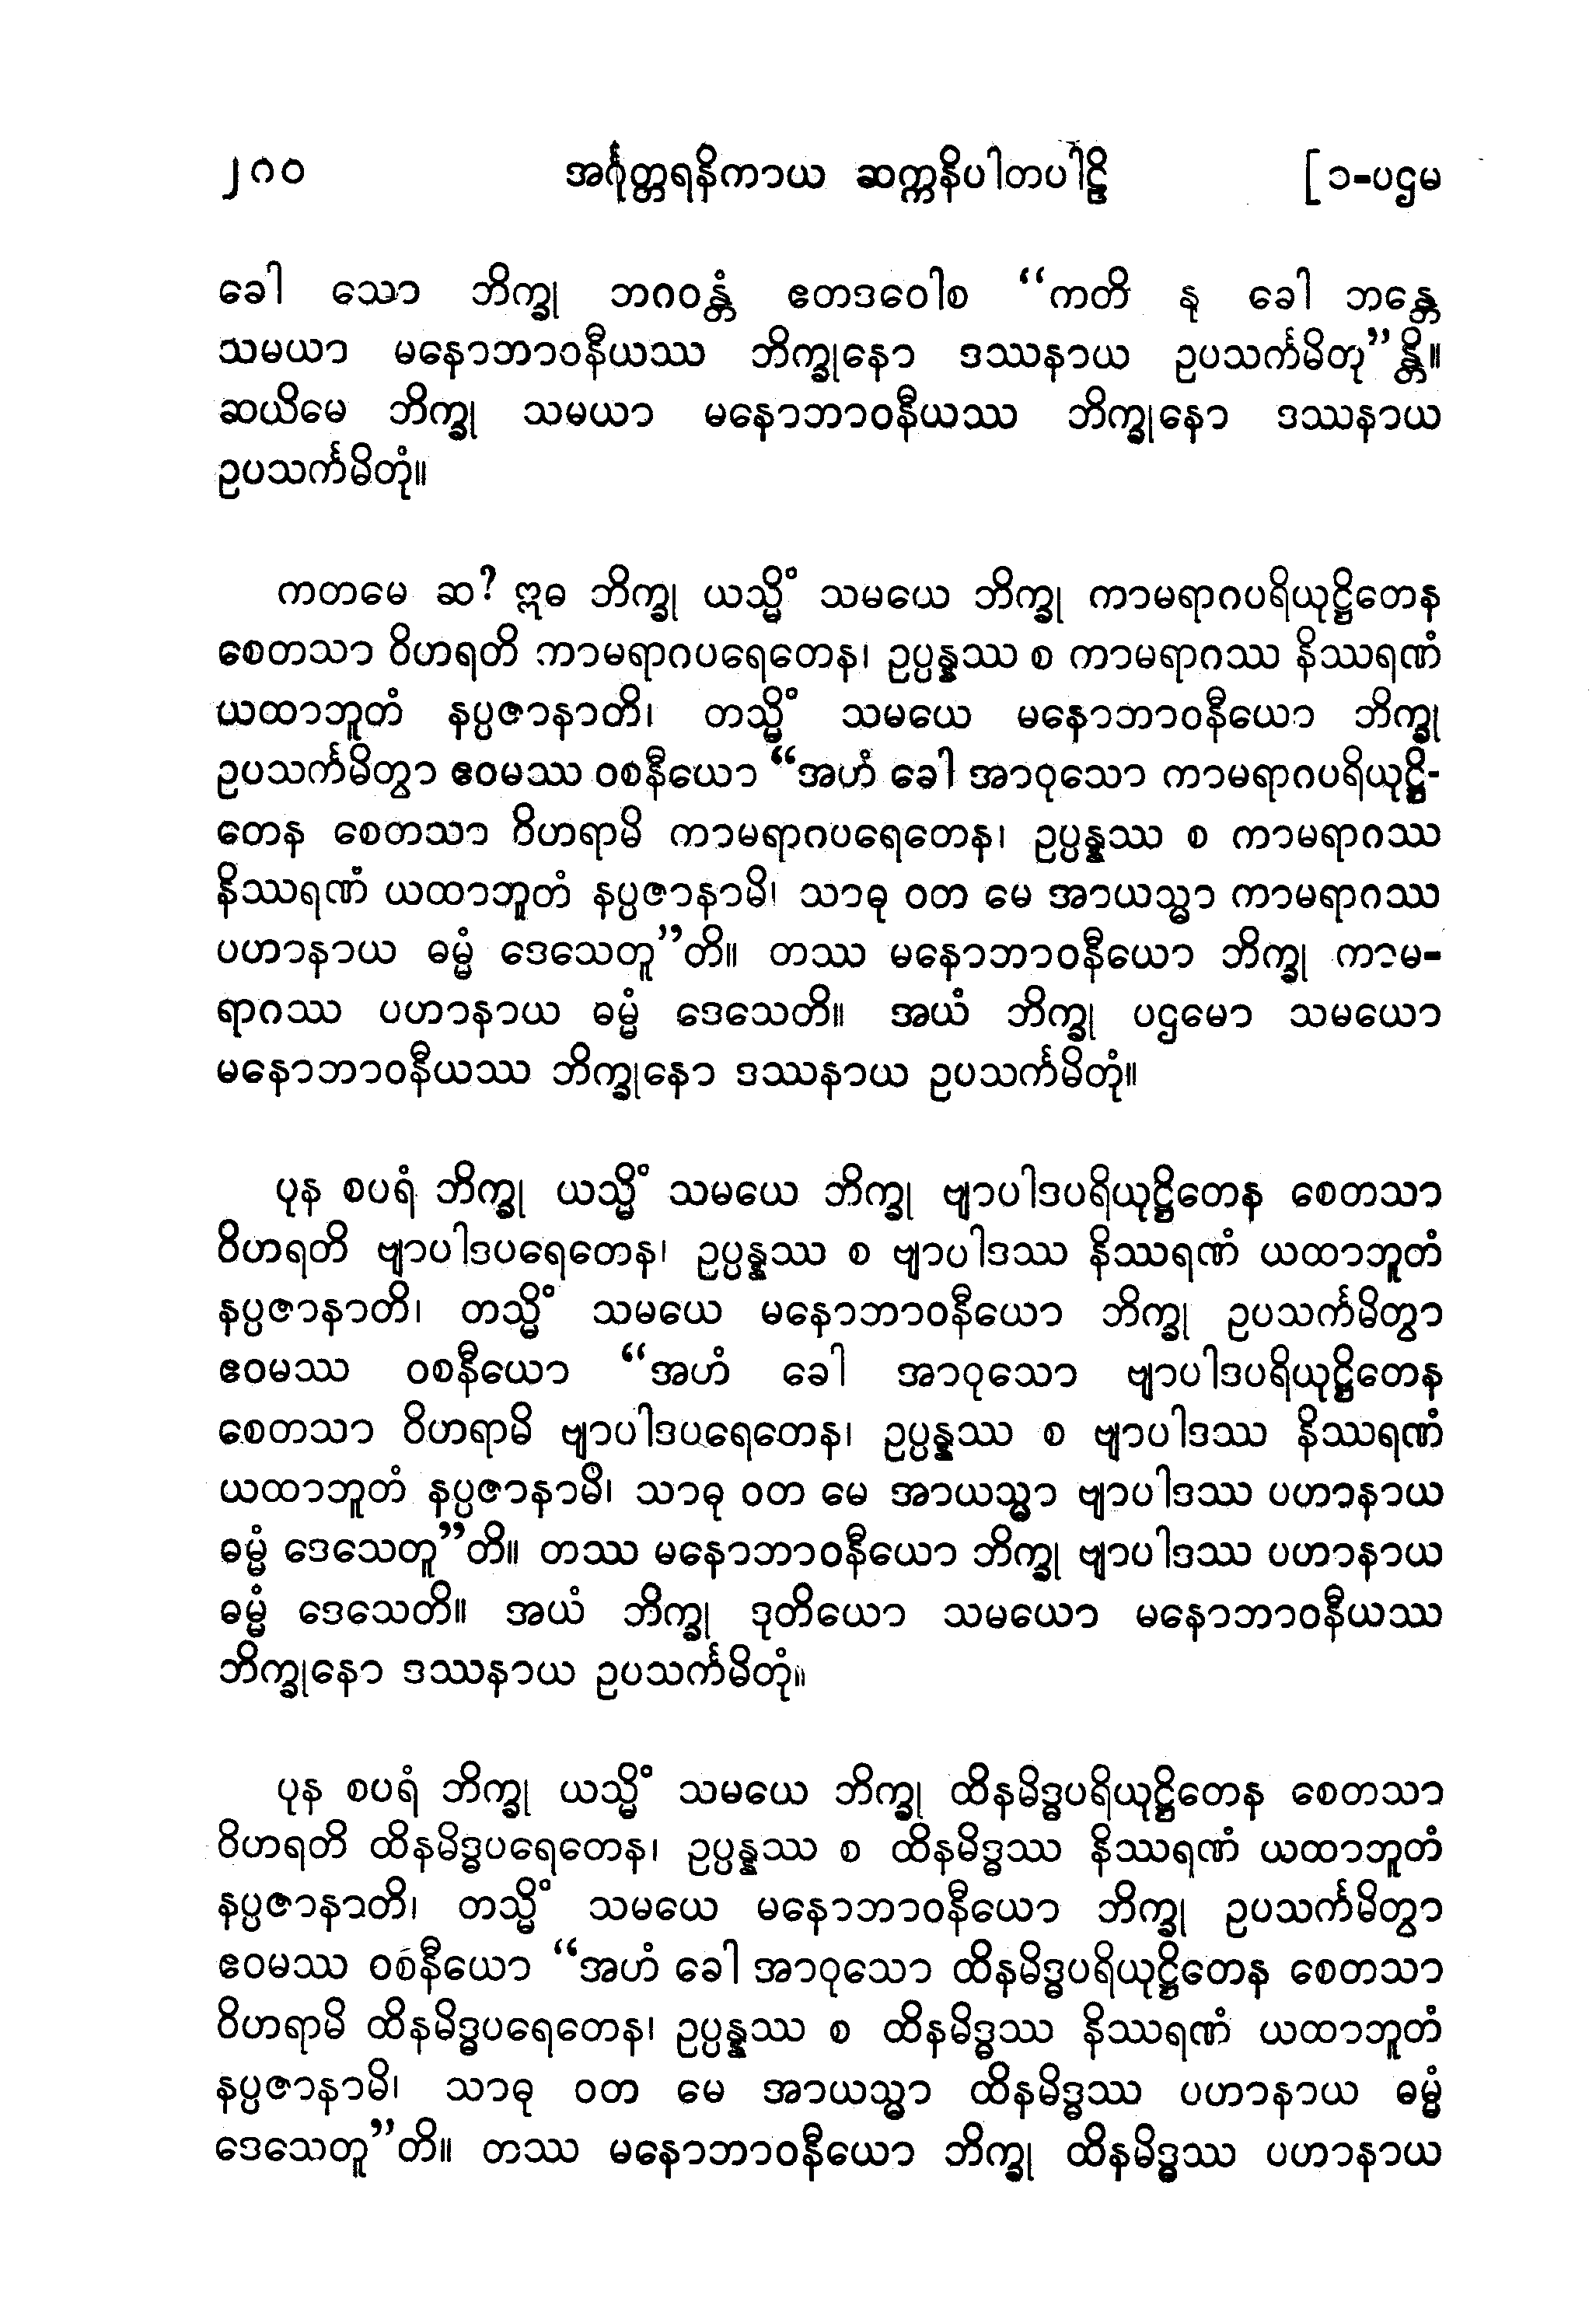 ၂၈၀ အင်္ဂုတ္တရနိကာယ ဆက္ကနိပါတပါဠိ [ ၁-ပဌမ
ခေါ သော ဘိက္ခု ဘဂဝန္တံ ဧတဒဝေါစ “ကတိ နု ခေါ ဘန္တေ
သမယာ မနောဘာဝနီယဿ ဘိက္ခုနော ဒဿနာယ ဥပသင်္ကမိတု”န္တိ။
ဆယိမေ ဘိက္ခု သမယာ မနောဘာဝနီယဿ ဘိက္ခုနော ဒဿနာယ
ဥပသင်္ကမိတုံ။
ကတမေ ဆ? ဣဓ ဘိက္ခု ယသ္မိံ သမယေ ဘိက္ခု ကာမရာဂပရိယုဋ္ဌိတေန
စေတသာ ဝိဟရတိ ကာမရာဂပရေတေန၊ ဥပ္ပန္နဿ စ ကာမရာဂဿ နိဿရဏံ
ယထာဘူတံ နပ္ပဇာနာတိ၊ တသ္မိံ သမယေ မနောဘာဝနီယော ဘိက္ခု
ဥပသင်္ကမိတွာ ဧဝမဿ ဝစနီယော “အဟံ ခေါ အာဝုသော ကာမရာဂပရိယုဋ္ဌိ-
တေန စေတသာ ဝိဟရာမိ ကာမရာဂပရေတေန၊ ဥပ္ပန္နဿ စ ကာမရာဂဿ
နိဿရဏံ ယထာဘူတံ နပ္ပဇာနာမိ၊ သာဓု ဝတ မေ အာယသ္မာ ကာမရာဂဿ
ပဟာနာယ ဓမ္မံ ဒေသေတူ”တိ။ တဿ မနောဘာဝနီယော ဘိက္ခု ကာမ-
ရာဂဿ ပဟာနာယ ဓမ္မံ ဒေသေတိ။ အယံ ဘိက္ခု ပဌမော သမယော
မနောဘာဝနီယဿ ဘိက္ခုနော ဒဿနာယ ဥပသင်္ကမိတုံ။
ပုန စပရံ ဘိက္ခု ယသ္မိံ သမယေ ဘိက္ခု ဗျာပါဒပရိယုဋ္ဌိတေန စေတသာ
ဝိဟရတိ ဗျာပါဒပရေတေန၊ ဥပ္ပန္နဿ စ ဗျာပါဒဿ နိဿရဏံ ယထာဘူတံ
နပ္ပဇာနာတိ၊ တသ္မိံ သမယေ မနောဘာဝနီယော ဘိက္ခု ဥပသင်္ကမိတွာ
ဧဝမဿ ဝစနီယော “အဟံ ခေါ အာဝုသော ဗျာပါဒပရိယုဋ္ဌိတေန
စေတသာ ဝိဟရာမိ ဗျာပါဒပရေတေန၊ ဥပ္ပန္နဿ စ ဗျာပါဒဿ နိဿရဏံ
ယထာဘူတံ နပ္ပဇာနာမိ၊ သာဓု ဝတ မေ အာယသ္မာ ဗျာပါဒဿ ပဟာနာယ
ဓမ္မံ ဒေသေတူ”တိ။ တဿ မနောဘာဝနီယော ဘိက္ခု ဗျာပါဒဿ ပဟာနာယ
ဓမ္မံ ဒေသေတိ။ အယံ ဘိက္ခု ဒုတိယော သမယော မနောဘာဝနီယဿ
ဘိက္ခုနော ဒဿနာယ ဥပသင်္ကမိတုံ။
ပုန စပရံ ဘိက္ခု ယသ္မိံ သမယေ ဘိက္ခု ထိနမိဒ္ဓပရိယုဋ္ဌိတေန စေတသာ
ဝိဟရတိ ထိနမိဒ္ဓပရေတေန၊ ဥပ္ပန္နဿ စ ထိနမိဒ္ဓဿ နိဿရဏံ ယထာဘူတံ
နပ္ပဇာနာတိ၊ တသ္မိံ သမယေ မနောဘာဝနီယော ဘိက္ခု ဥပသင်္ကမိတွာ
ဧဝမဿ ဝစနီယော “အဟံ ခေါ အာဝုသော ထိနမိဒ္ဓပရိယုဋ္ဌိတေန စေတသာ
ဝိဟရာမိ ထိနမိဒ္ဓပရေတေန၊ ဥပ္ပန္နဿ စ ထိနမိဒ္ဓဿ နိဿရဏံ ယထာဘူတံ
နပ္ပဇာနာမိ၊ သာဓု ဝတ မေ အာယသ္မာ ထိနမိဒ္ဓဿ ပဟာနာယ ဓမ္မံ
ဒေသေတူ”တိ။ တဿ မနောဘာဝနီယော ဘိက္ခု ထိနမိဒ္ဓဿ ပဟာနာယ